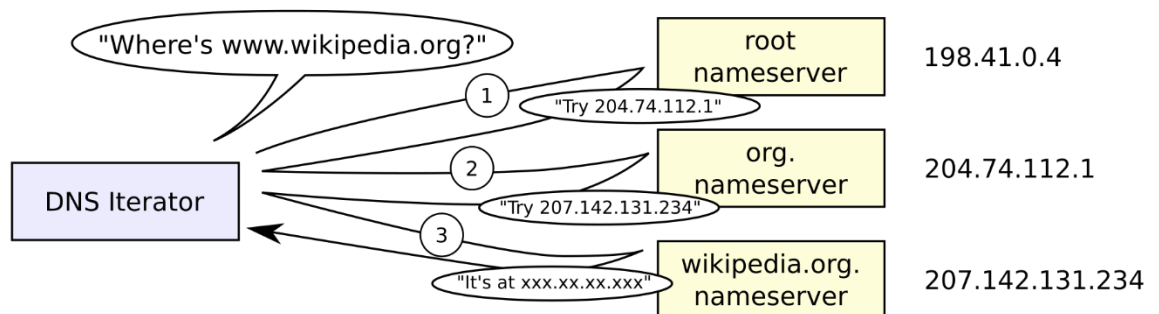 "Where's www.wikipedia.org?"
root
nameserver
198.41.0.4
1
"Try 204.74.112.1"
org.
nameserver
204.74.112.1
2
DNS Iterator
"Try 207.142.131.234"
3
wikipedia.org.
nameserver
207.142.131.234
"It's at xxx.xx.xx.xxx"